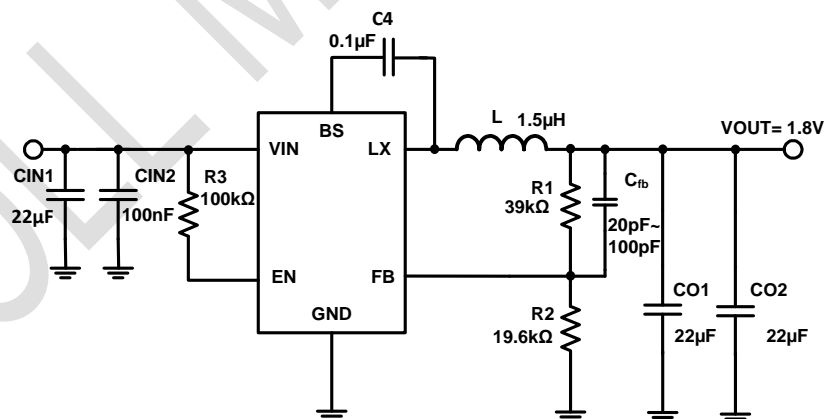 C4
0.1µF
BS
L
1.5µH
VOUT= 1.8V
VIN
LX
CIN1
22µF
CIN2
100nF
R3
100kΩ
R1
39kΩ
Cfb
20pF~
100pF
EN
FB
GND
R2
19.6kΩ
CO1
22µF
CO2
22µF